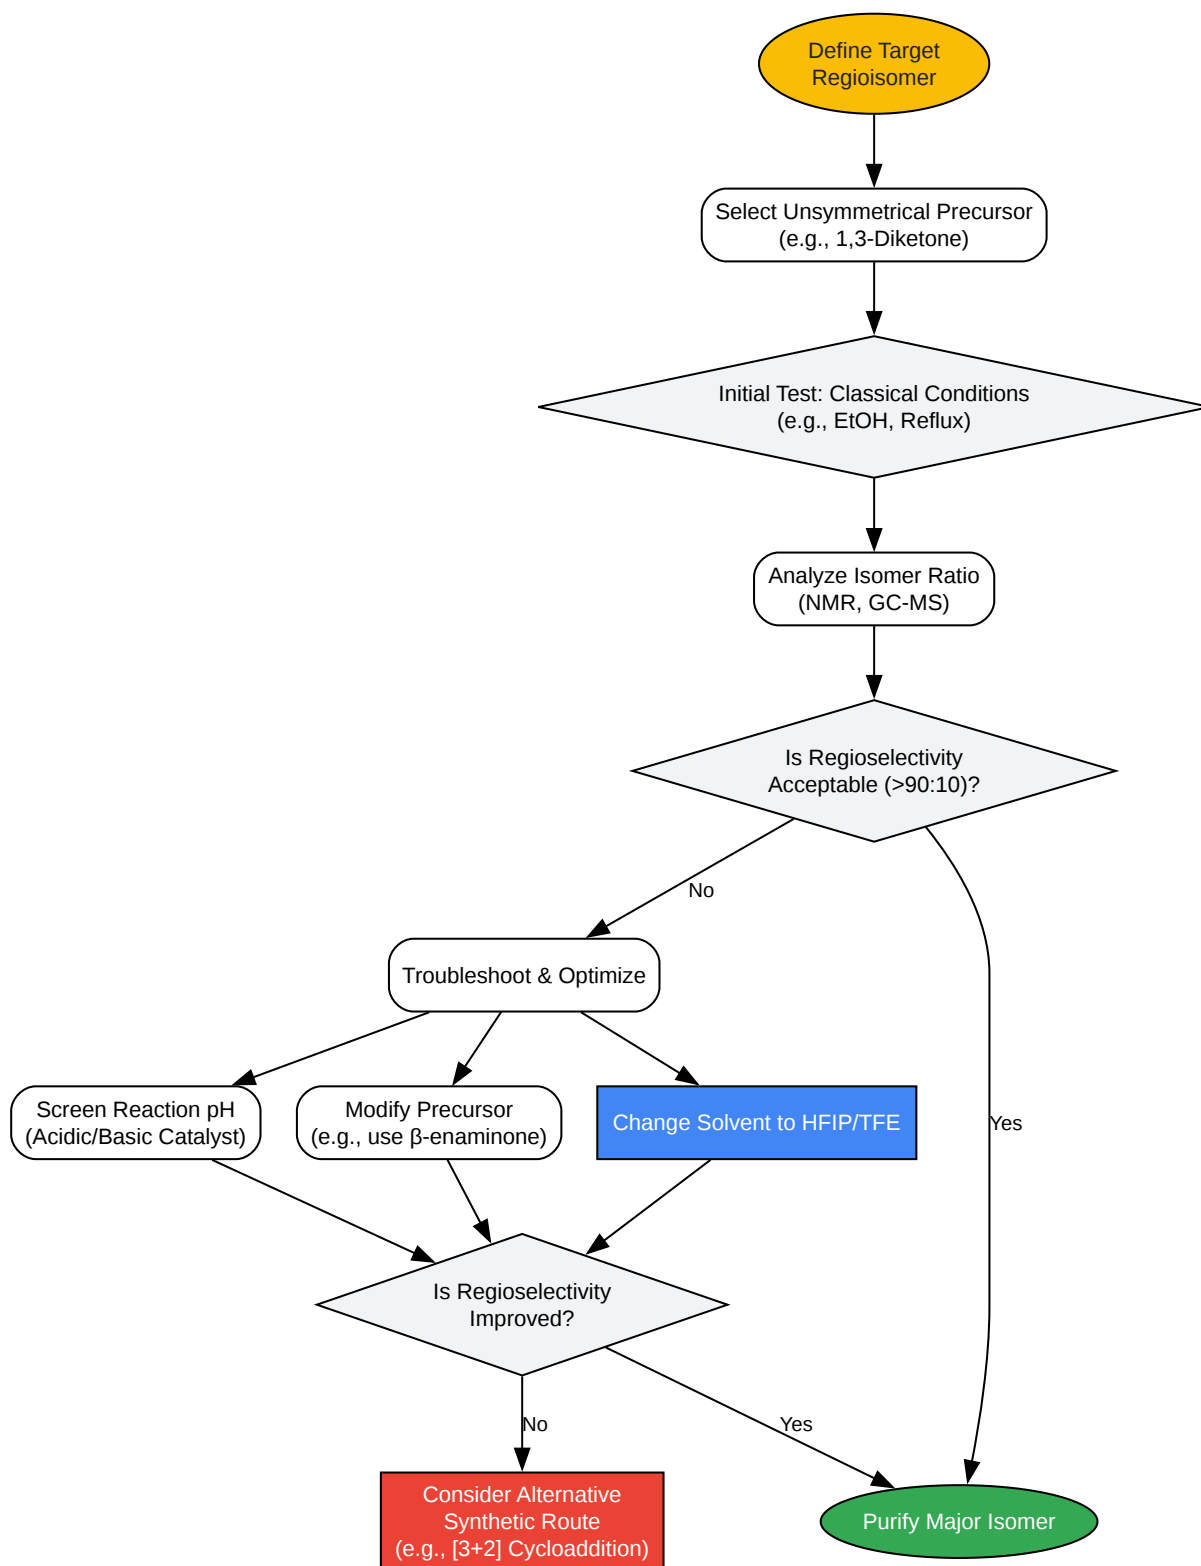 Define Target
Regioisomer
Select Unsymmetrical Precursor
(e.g., 1,3-Diketone)
Initial Test: Classical Conditions
(e.g., EtOH, Reflux)
Analyze Isomer Ratio
(NMR, GC-MS)
Is Regioselectivity
Acceptable (>90:10)?
No
Troubleshoot & Optimize
Screen Reaction pH
(Acidic/Basic Catalyst)
Modify Precursor
(e.g., use β-enaminone)
Change Solvent to HFIP/TFE
Yes
Is Regioselectivity
Improved?
No
Yes
Consider Alternative
Synthetic Route
(e.g., [3+2] Cycloaddition)
Purify Major Isomer